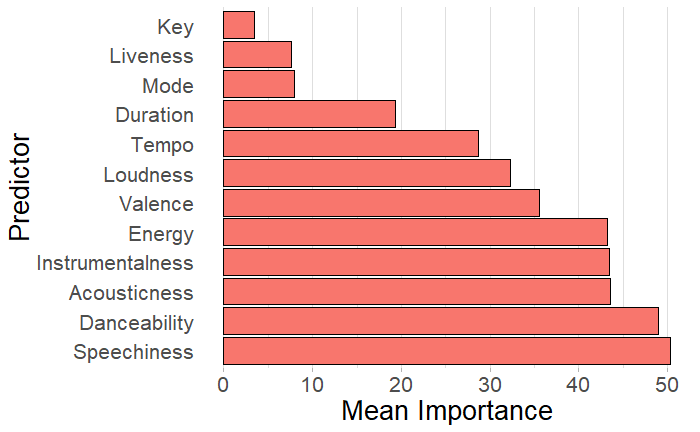 Predictor
Key
Liveness
Mode
Duration
Tempo
Loudness
Valence
Energy
Instrumentalness
Acousticness
Danceability
Speechiness
0 10 20 30 40 50
Mean Importance